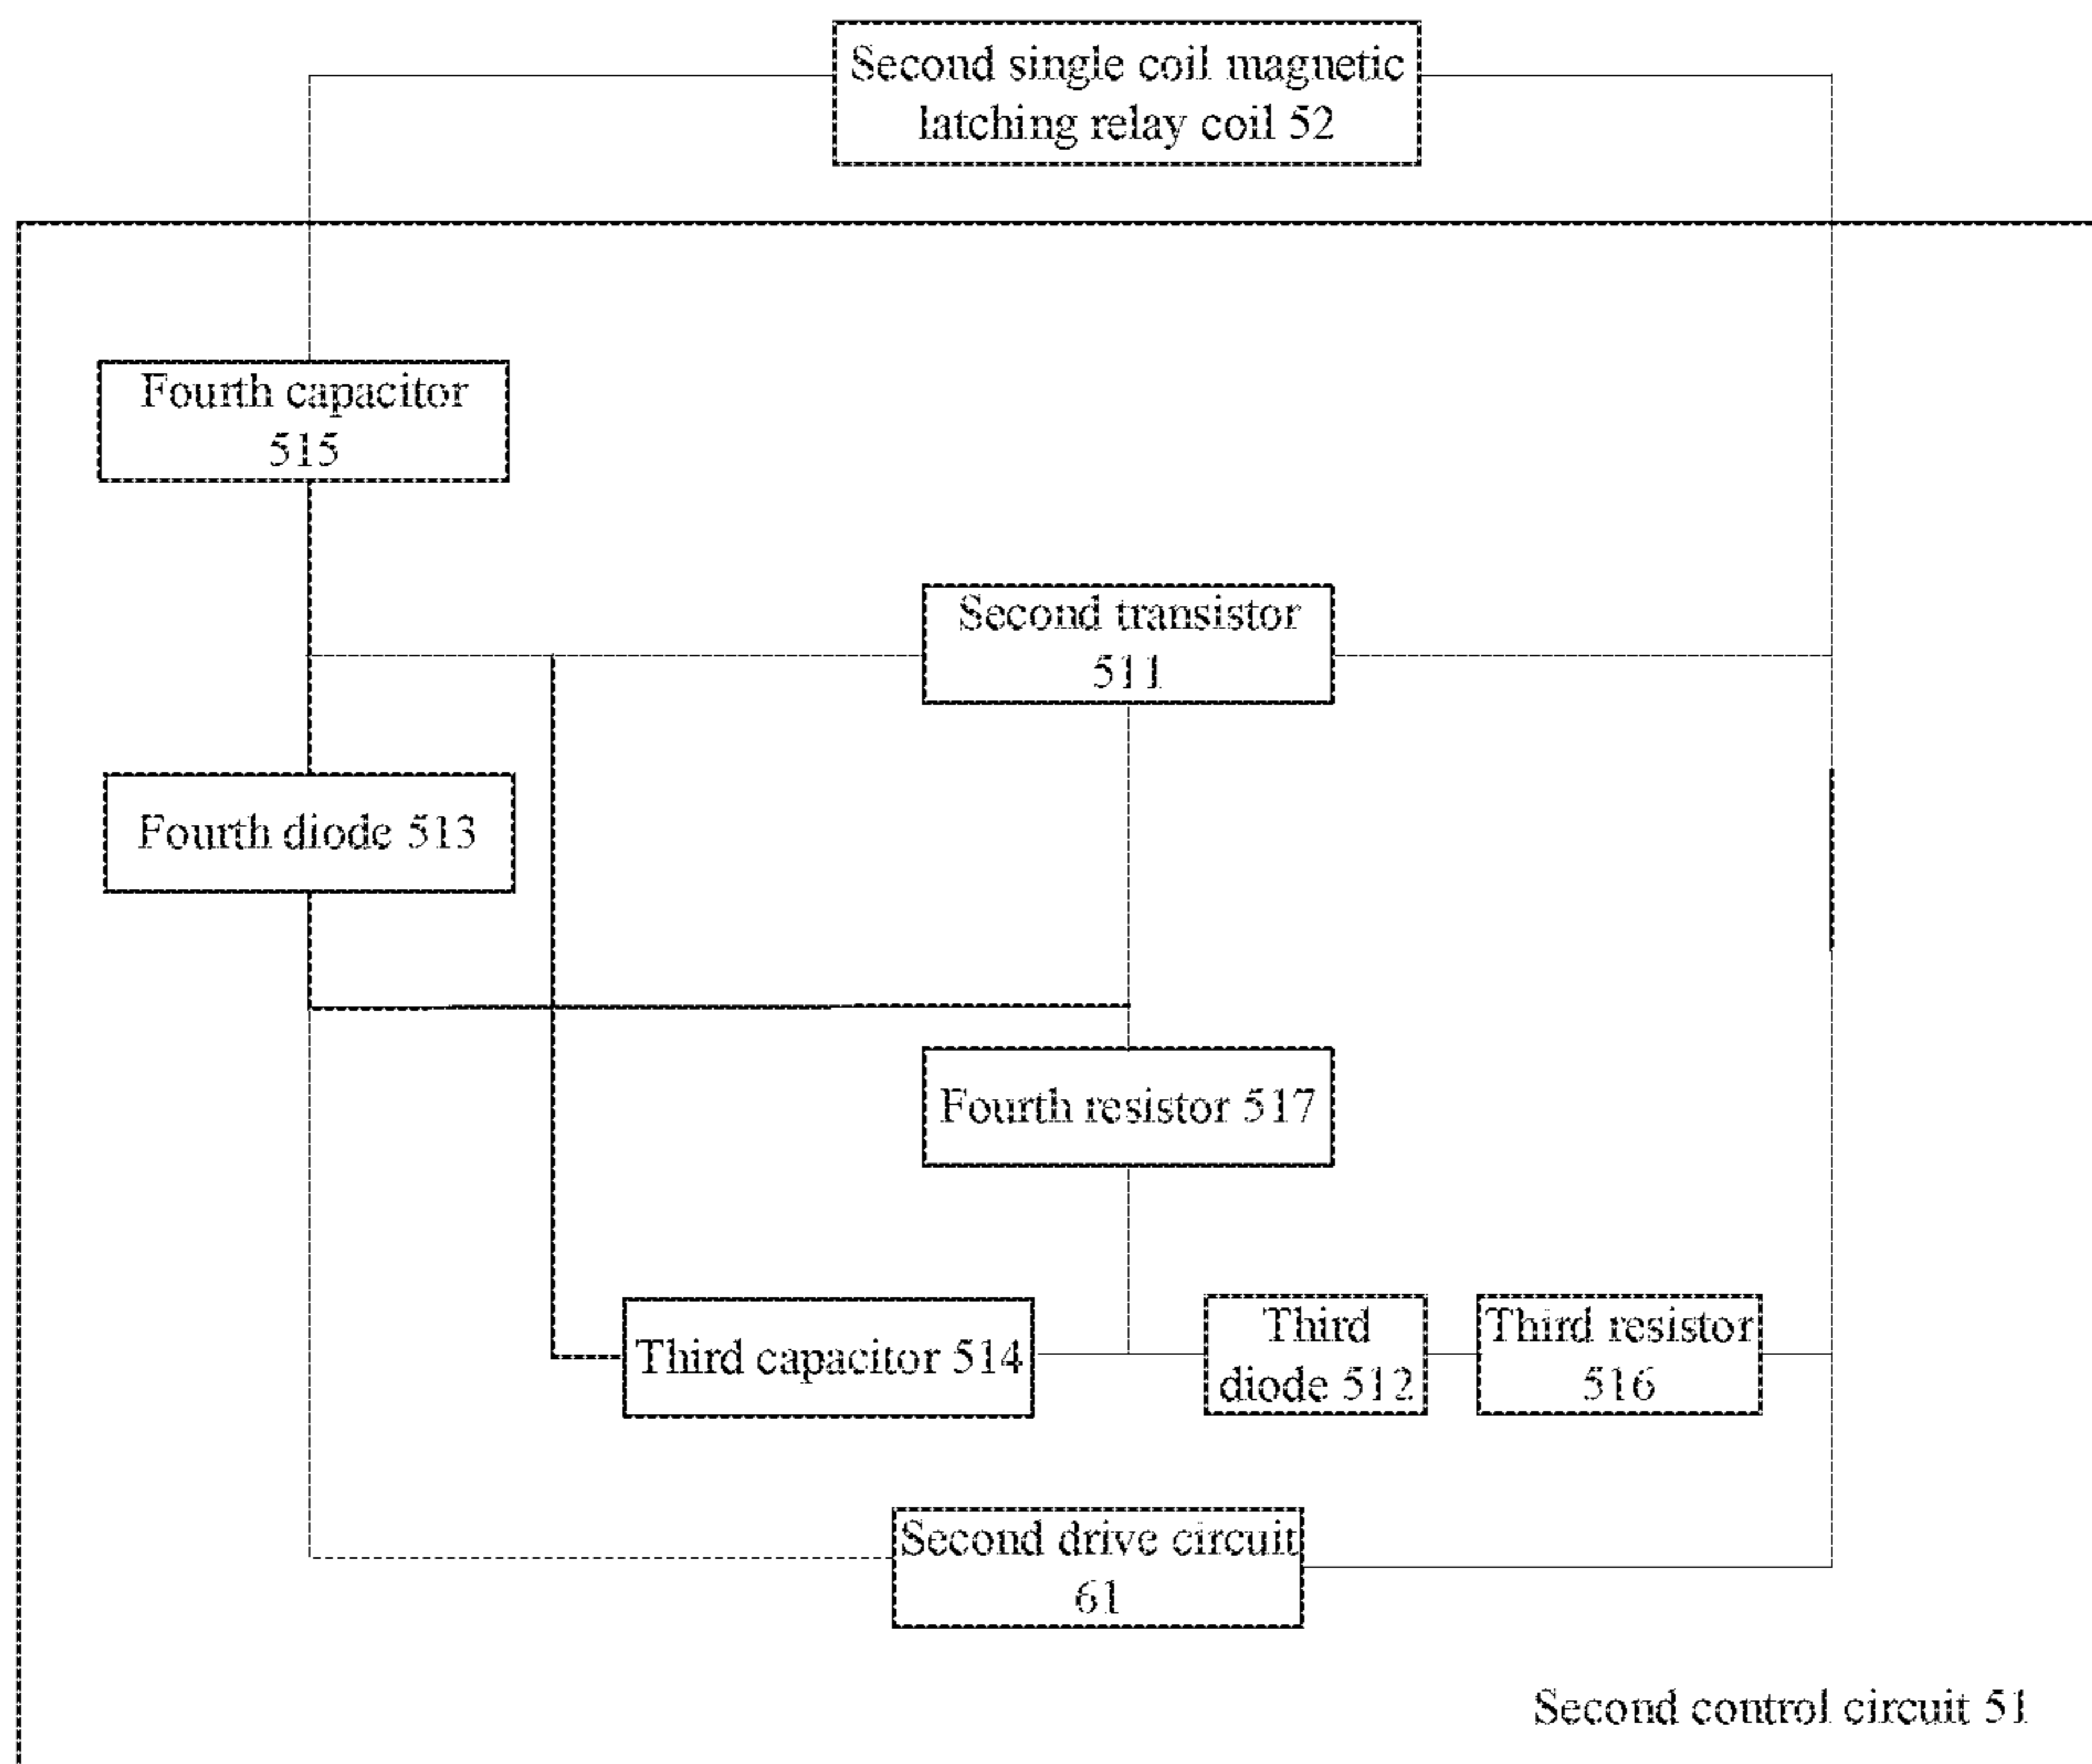 Second single coil magnetic
latching relay coil 52
Fourth capacitor
515
Second transistor
511
Fourth diode 513
Fourth resistor 517
Third capacitor 514
Third
diode 512
Third resistor
516
Second drive circuit
61
Second control circuit 51